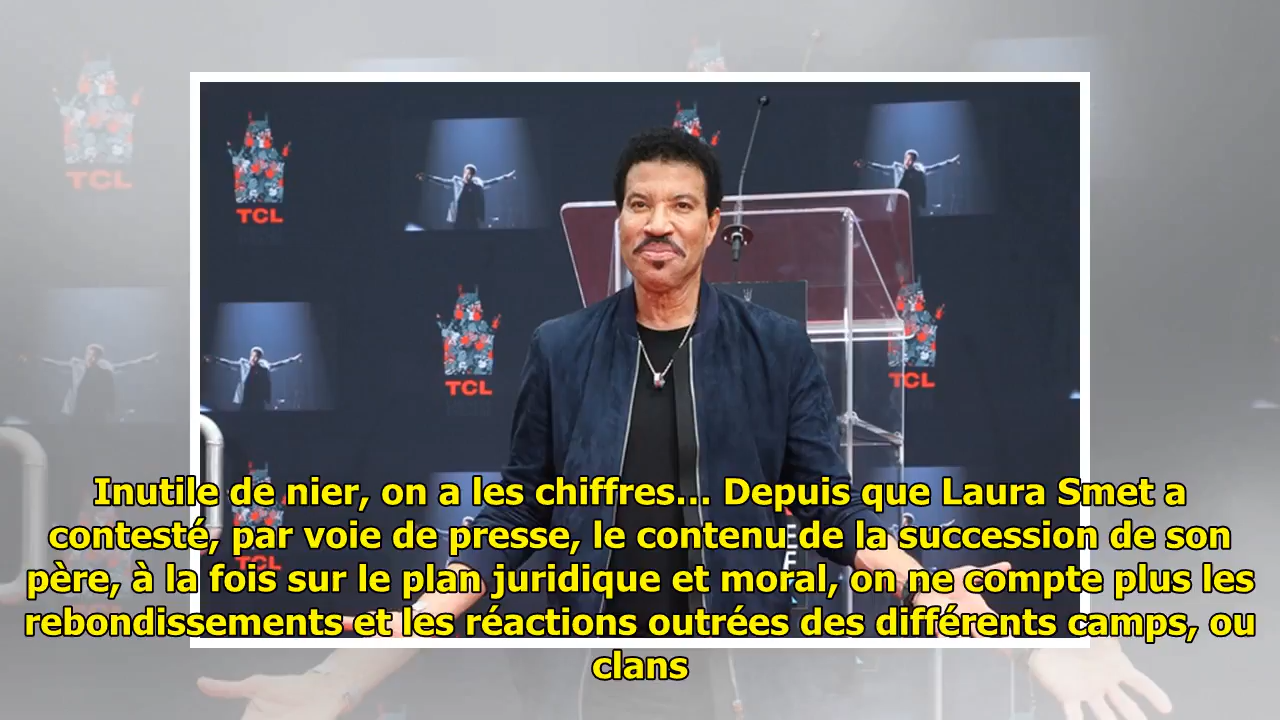 TCL
TCL
TCL
TCL
TCL
Inutile de nier, on a les chiffres... Depuis que Laura Smet a
contesté, par voie de presse, le contenu de la succession de son
père, à la fois sur le plan juridique et moral, on ne compte plus les
rebondissements et les réactions outrées des différents camps, ou
clans